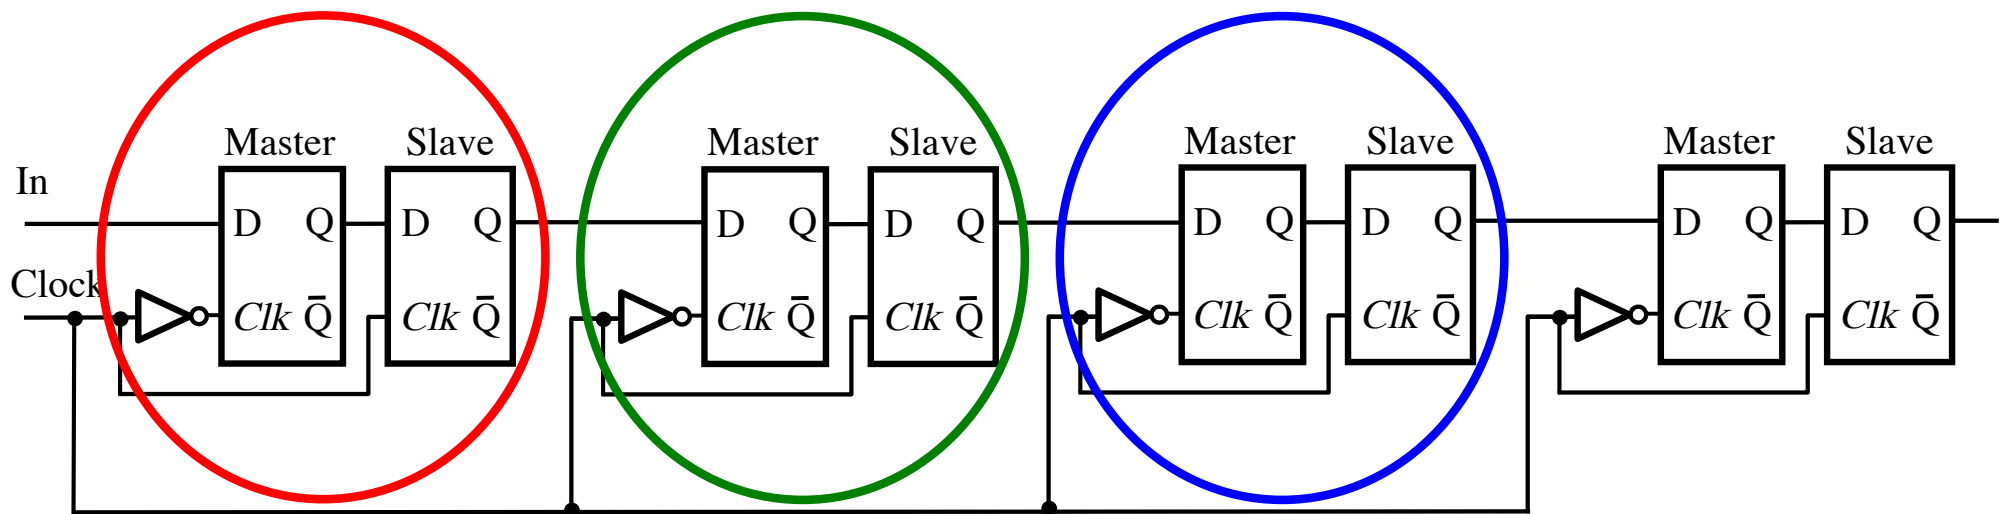 Master Slave Master Slave Master Slave Master Slave
In
D Q D Q D Q D Q D Q D Q D Q D Q
Clock
Clk Q̄ Clk Q̄ Clk Q̄ Clk Q̄ Clk Q̄ Clk Q̄ Clk Q̄ Clk Q̄